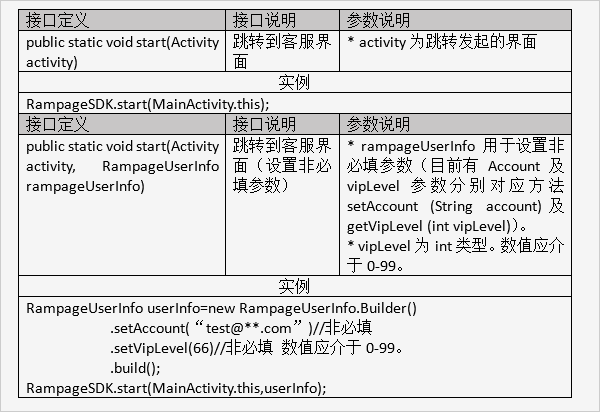 接口定义 接口说明 参数说明
public static void start(Activity 跳转到客服界 * activity 为跳转发起的界面
activity) 面
实例
RampageSDK.start(MainActivity.this);
接口定义 接口说明 参数说明
public static void start(Activity 跳转到客服界 * rampageUserInfo 用于设置非
activity, RampageUserInfo 面（设置非必 必填参数（目前有 Account 及
rampageUserInfo) 填参数） vipLevel 参数分别对应方法
setAccount (String account) 及
getVipLevel (int vipLevel)）。
* vipLevel 为 int 类型。数值应介
于 0-99。
实例
RampageUserInfo userInfo=new RampageUserInfo.Builder()
.setAccount(“test@**.com”)//非必填
.setVipLevel(66)//非必填 数值应介于 0-99。
.build();
RampageSDK.start(MainActivity.this,userInfo);